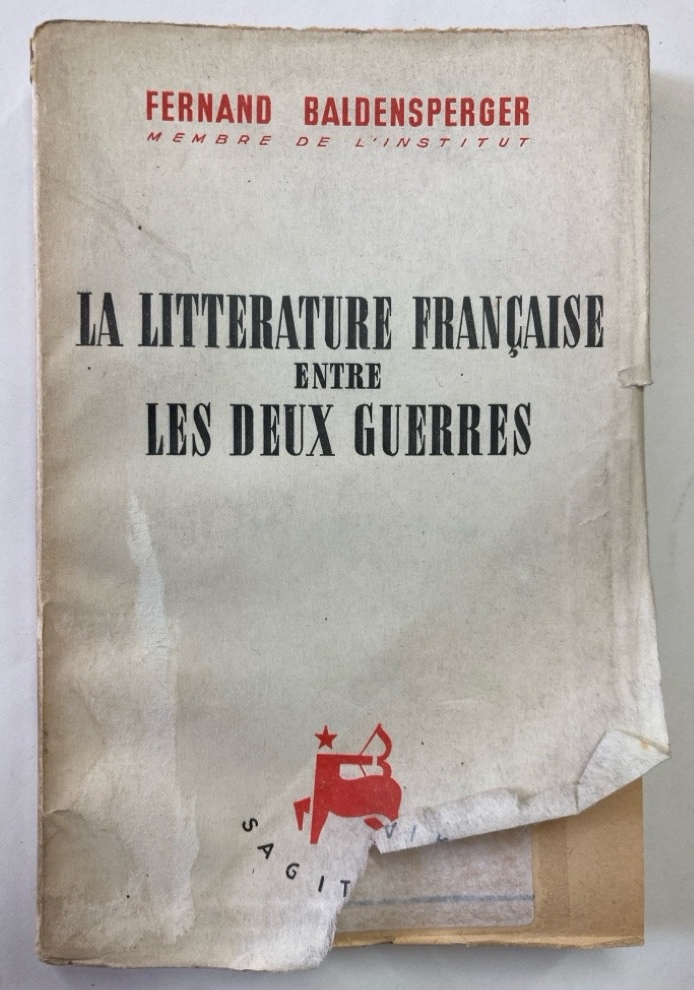 FERNAND BALDENSPERGER
MEMBRE DE L'INSTITUT
LA LITTERATURE FRANÇAISE
ENTRE
LES DEUX GUERRES
SAGIT